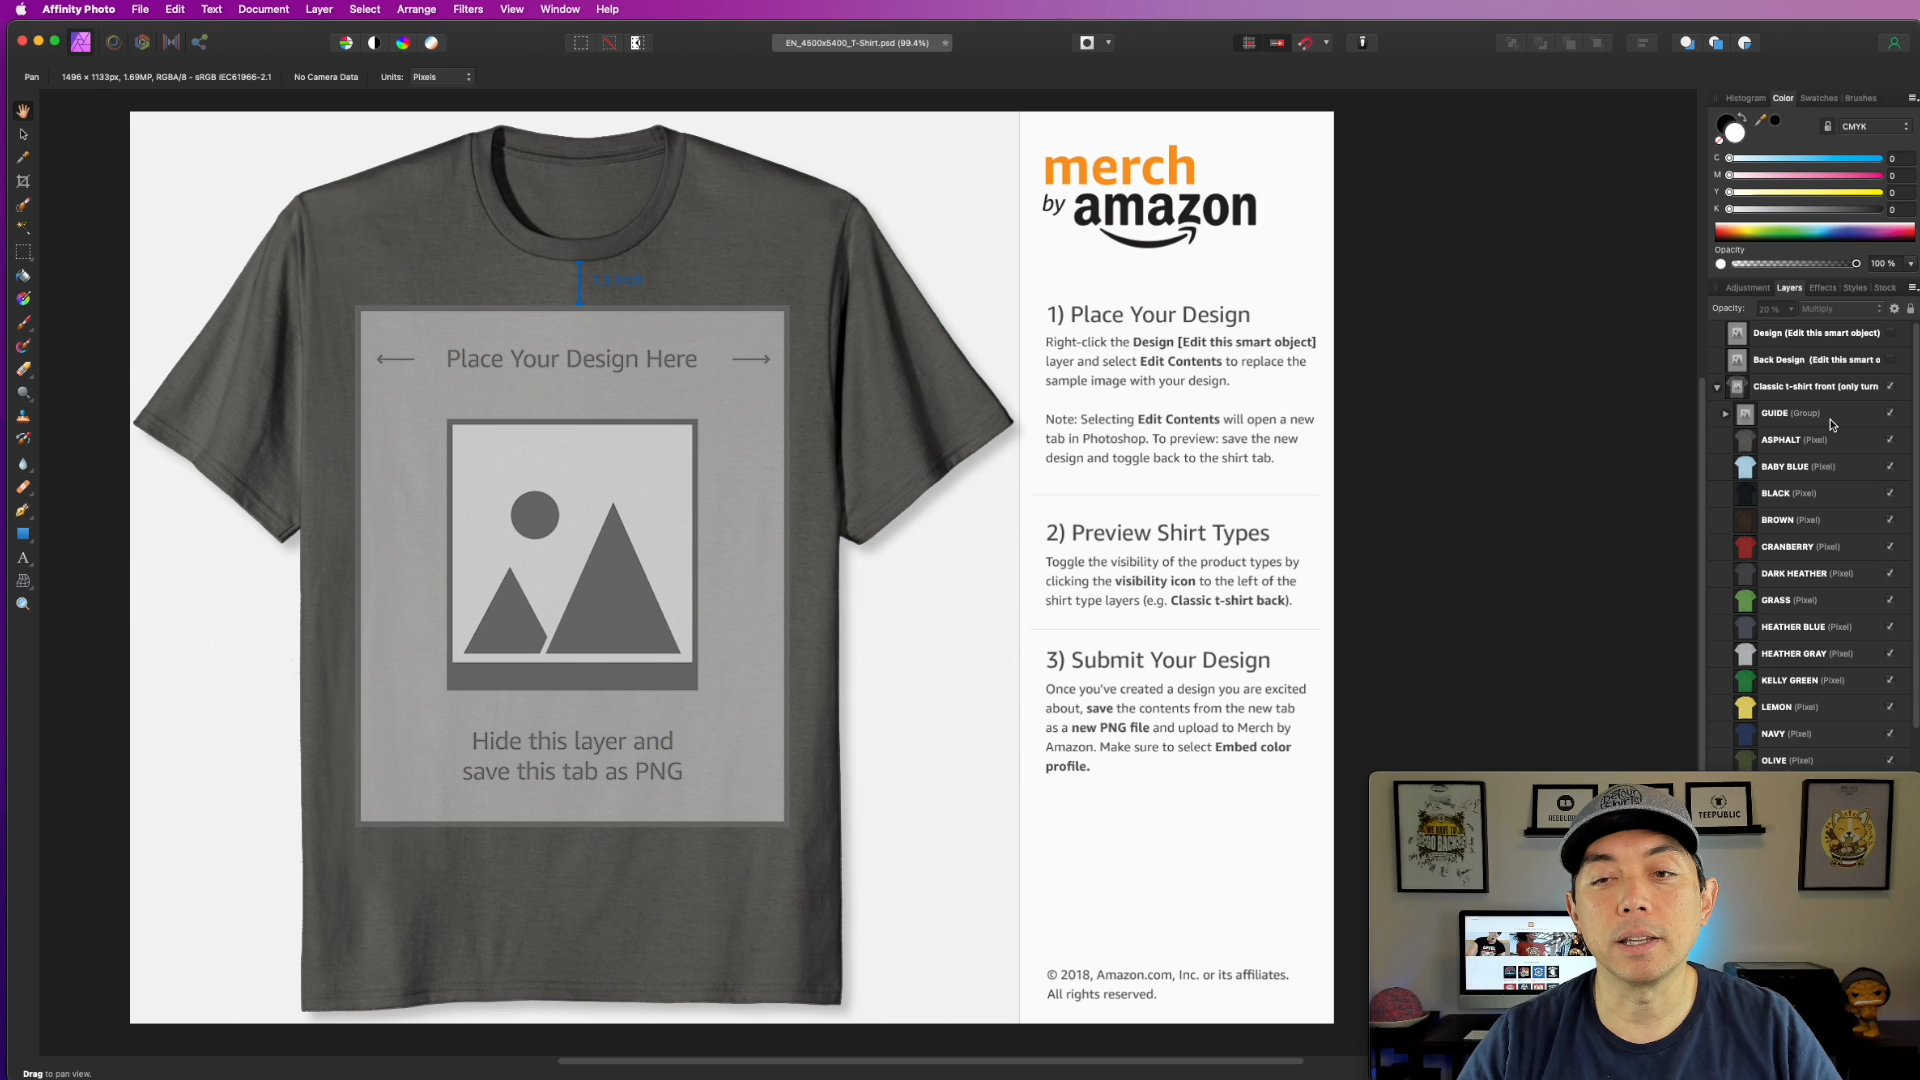 Affinity Photo File Edit Text Document Layer Select Arrange Filters View Window Help
EN_4500x5400_T-Shirt.psd (99.4%)
Pan 1496 × 1133px, 1.69MP, RGBA/8 - sRGB IEC61966-2.1 No Camera Data Units: Pixels
Histogram Color Swatches Brushes
CMYK
C 0
M 0
Y 0
K 0
Opacity
100 %
Adjustment Layers Effects Styles Stock
Opacity: 20 % Multiply
Design (Edit this smart object)
Back Design (Edit this smart o
Classic t-shirt front (only turn
GUIDE (Group)
ASPHALT (Pixel)
BABY BLUE (Pixel)
BLACK (Pixel)
BROWN (Pixel)
CRANBERRY (Pixel)
DARK HEATHER (Pixel)
GRASS (Pixel)
HEATHER BLUE (Pixel)
HEATHER GRAY (Pixel)
KELLY GREEN (Pixel)
LEMON (Pixel)
NAVY (Pixel)
OLIVE (Pixel)
Place Your Design Here
Hide this layer and
save this tab as PNG
merch
by amazon
1) Place Your Design
Right-click the Design [Edit this smart object]
layer and select Edit Contents to replace the
sample image with your design.
Note: Selecting Edit Contents will open a new
tab in Photoshop. To preview: save the new
design and toggle back to the shirt tab.
2) Preview Shirt Types
Toggle the visibility of the product types by
clicking the visibility icon to the left of the
shirt type layers (e.g. Classic t-shirt back).
3) Submit Your Design
Once you've created a design you are excited
about, save the contents from the new tab
as a new PNG file and upload to Merch by
Amazon. Make sure to select Embed color
profile.
© 2018, Amazon.com, Inc. or its affiliates.
All rights reserved.
TEEPUBLIC
Drag to pan view.